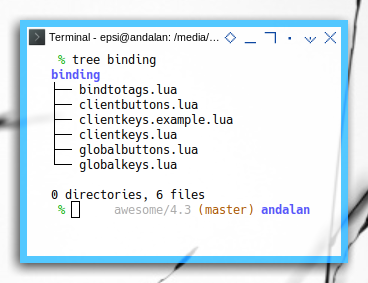 Terminal - epsi@andalan: /media/...
% tree binding
binding
├── bindtotags.lua
├── clientbuttons.lua
├── clientkeys.example.lua
├── clientkeys.lua
├── globalbuttons.lua
└── globalkeys.lua
0 directories, 6 files
% awesome/4.3 (master) andalan